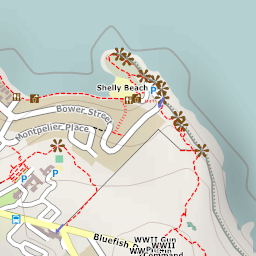 Shelly Beach
P
Bower Street
Montpelier Place
P
P
Bluefish
WWII Gun
WWII
Command